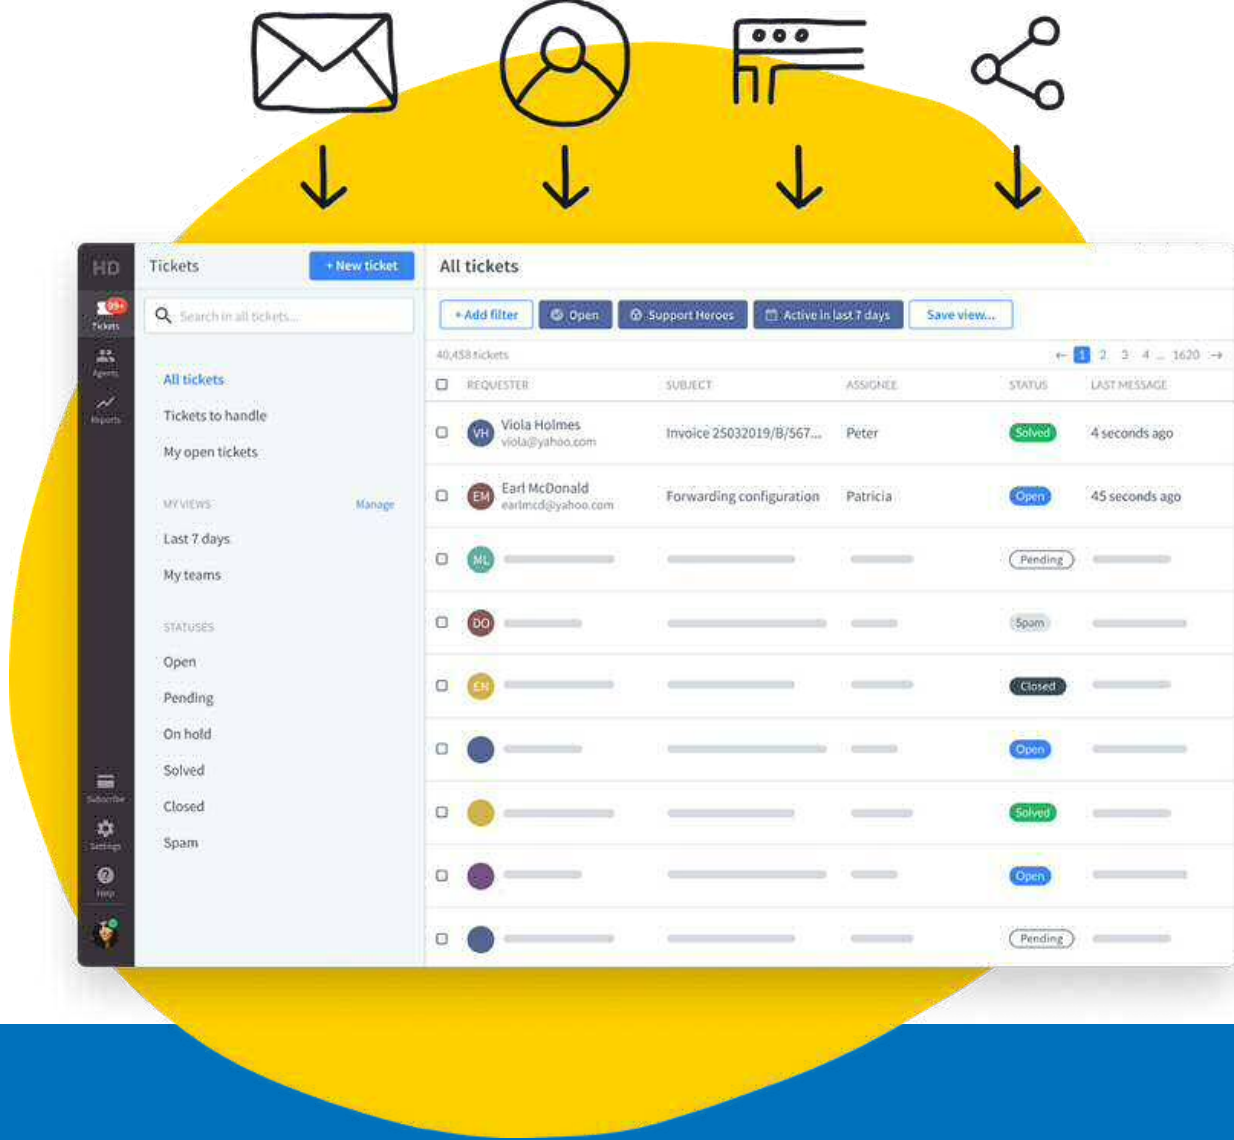 HD
99+
Tickets
Agents
Reports
Subscribe
Settings
Help
Tickets
+ New ticket
Search in all tickets...
All tickets
Tickets to handle
My open tickets
MY VIEWS
Manage
Last 7 days
My teams
STATUSES
Open
Pending
On hold
Solved
Closed
Spam
All tickets
+ Add filter Open Support Heroes Active in last 7 days Save view...
40,458 tickets ← 1 2 3 4 ... 1620 →
REQUESTER SUBJECT ASSIGNEE STATUS LAST MESSAGE
VH Viola Holmes Invoice 25032019/B/567... Peter Solved 4 seconds ago
viola@yahoo.com
EM Earl McDonald Forwarding configuration Patricia Open 45 seconds ago
earlmcd@yahoo.com
ML Pending
DO Spam
EN Closed
Open
Solved
Open
Pending